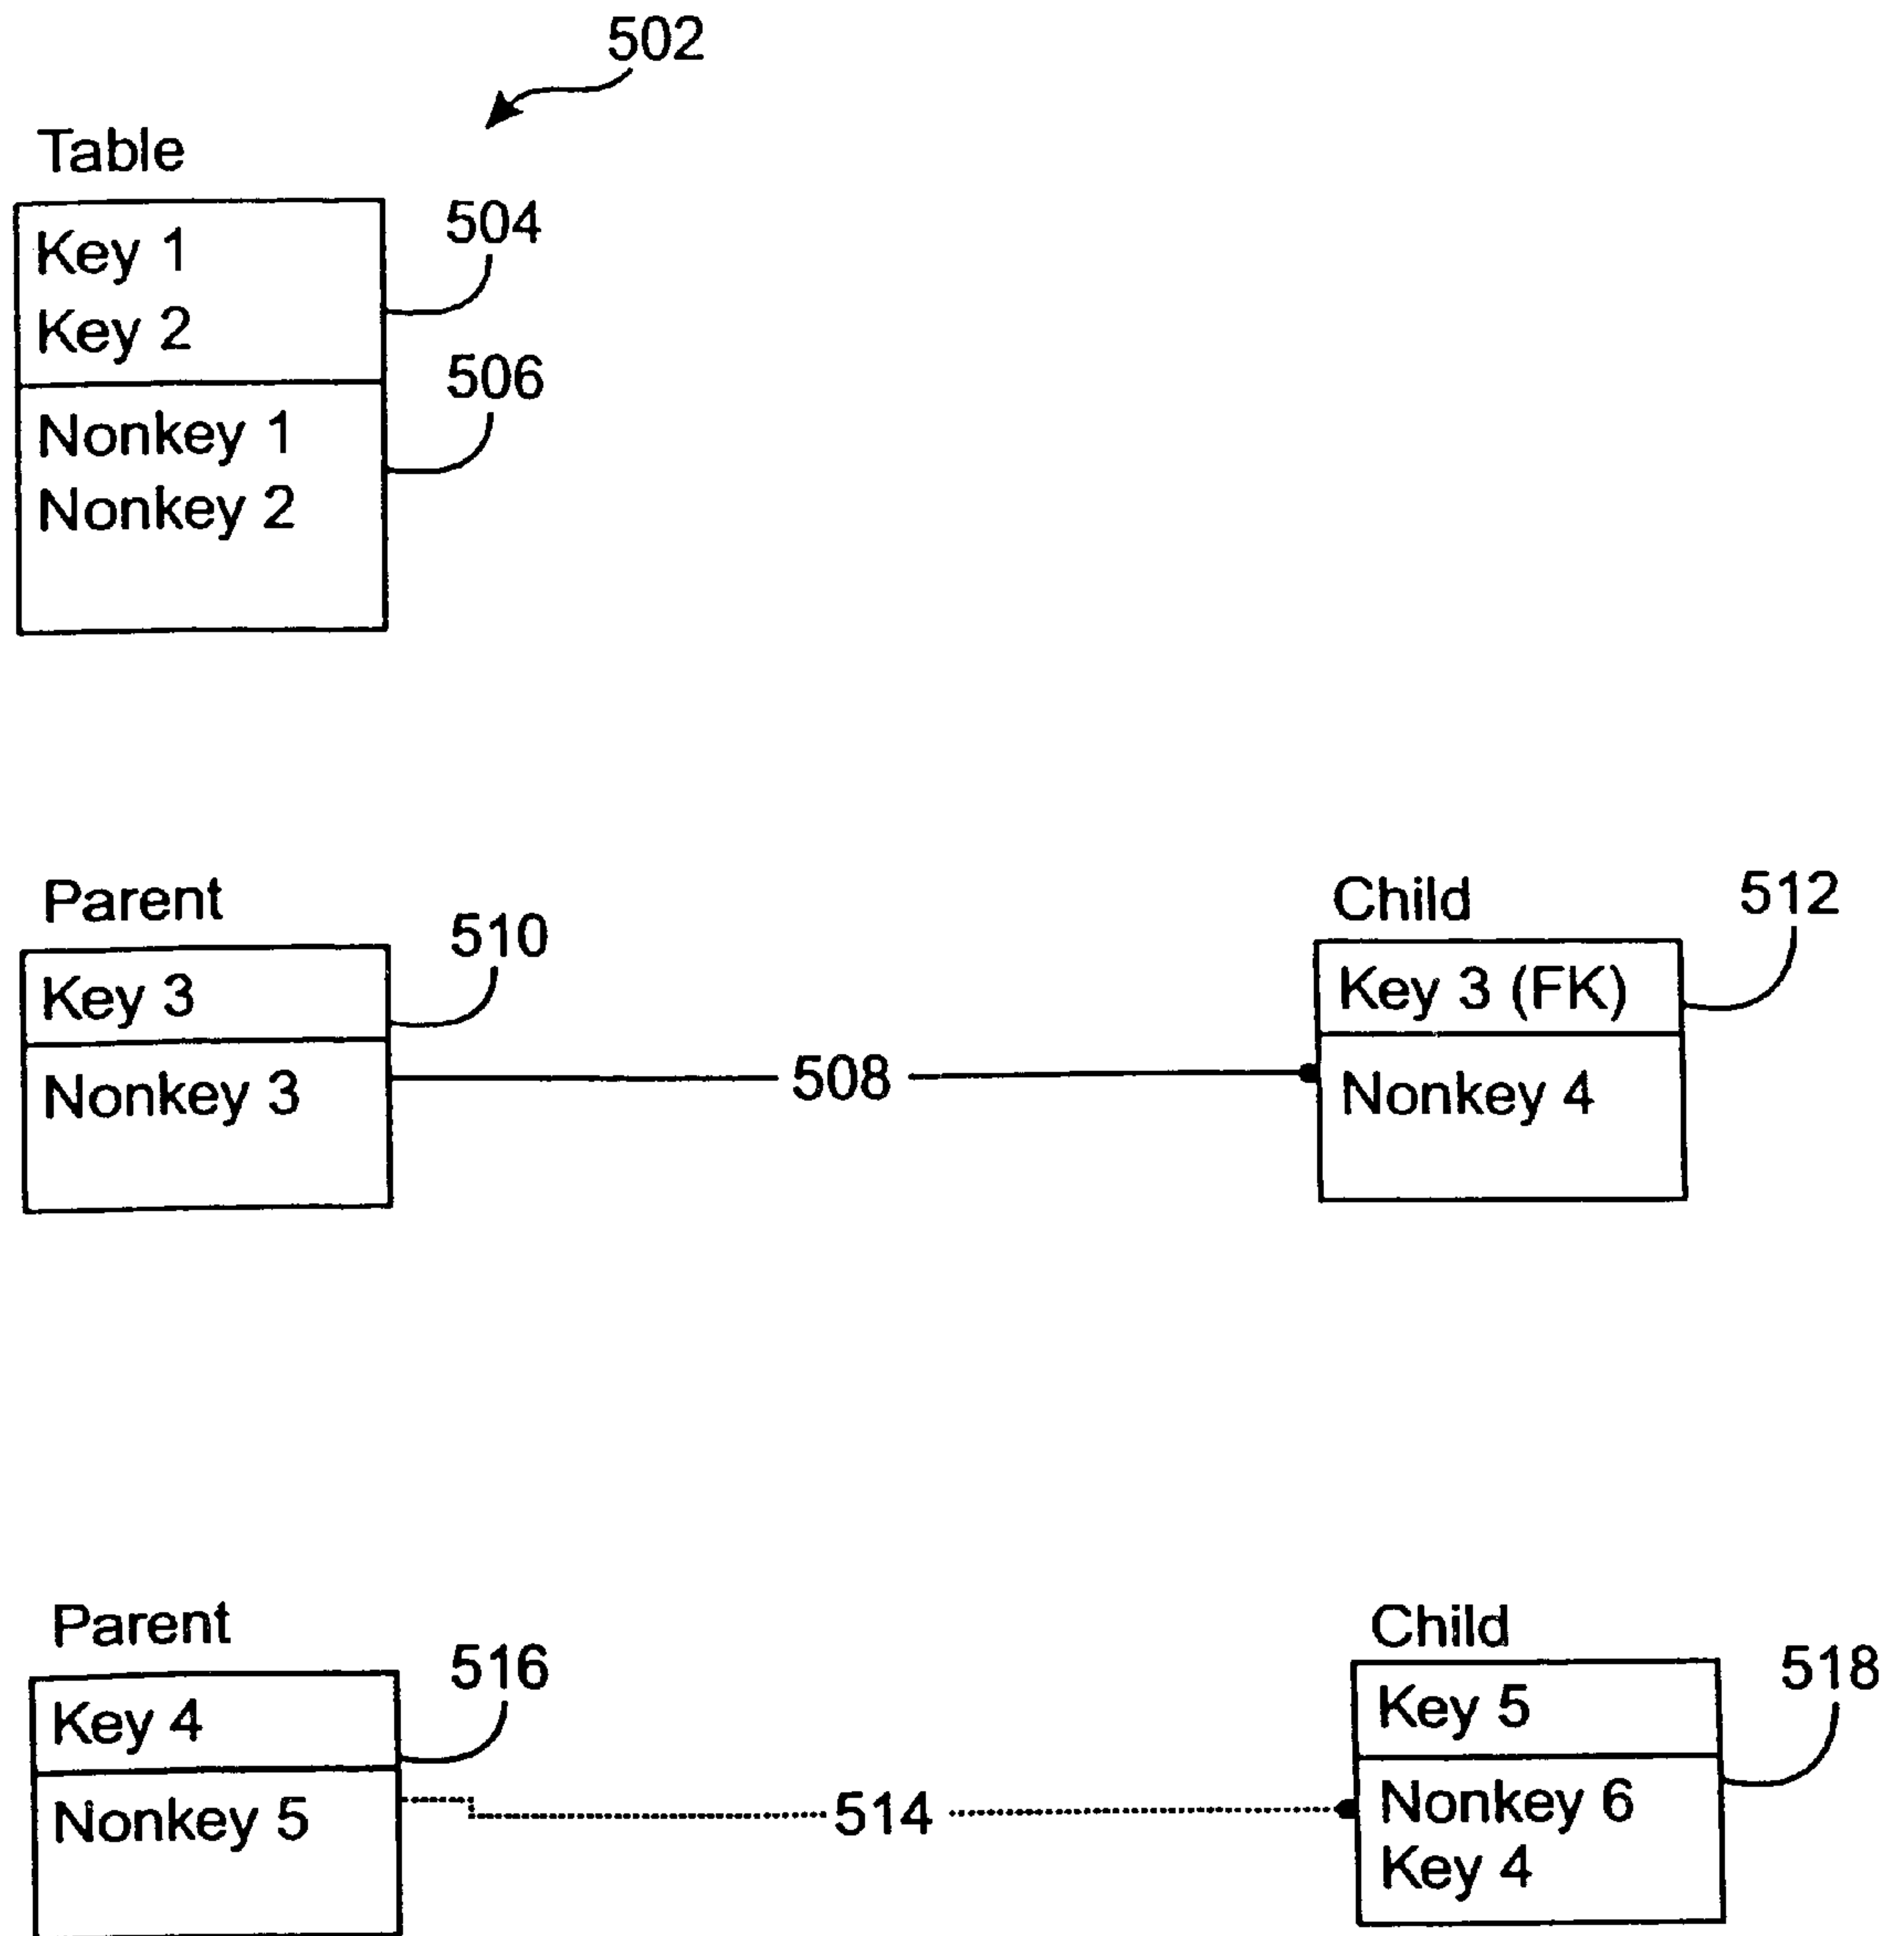 502
Table
Key 1
504
Key 2
506
Nonkey 1
Nonkey 2
Parent
510
Child
512
Key 3
Key 3 (FK)
Nonkey 3
508
Nonkey 4
Parent
516
Child
518
Key 4
Key 5
Nonkey 5
514
Nonkey 6
Key 4